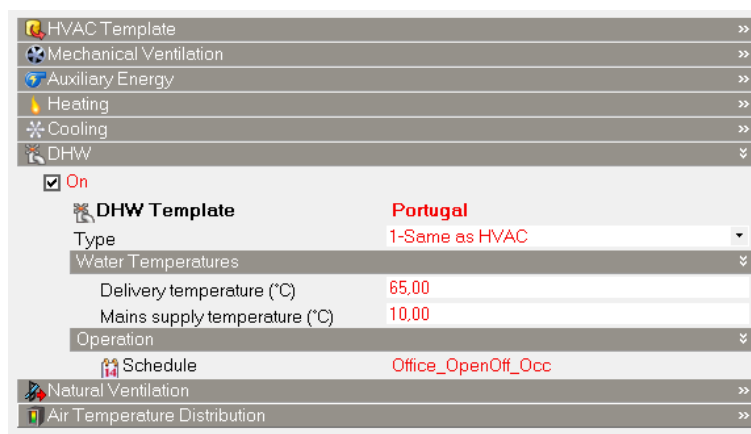 HVAC Template
Mechanical Ventilation
Auxiliary Energy
Heating
Cooling
DHW
On
DHW Template Portugal
Type 1-Same as HVAC
Water Temperatures
Delivery temperature (°C) 65,00
Mains supply temperature (°C) 10,00
Operation
14 Schedule Office_OpenOff_Occ
Natural Ventilation
Air Temperature Distribution